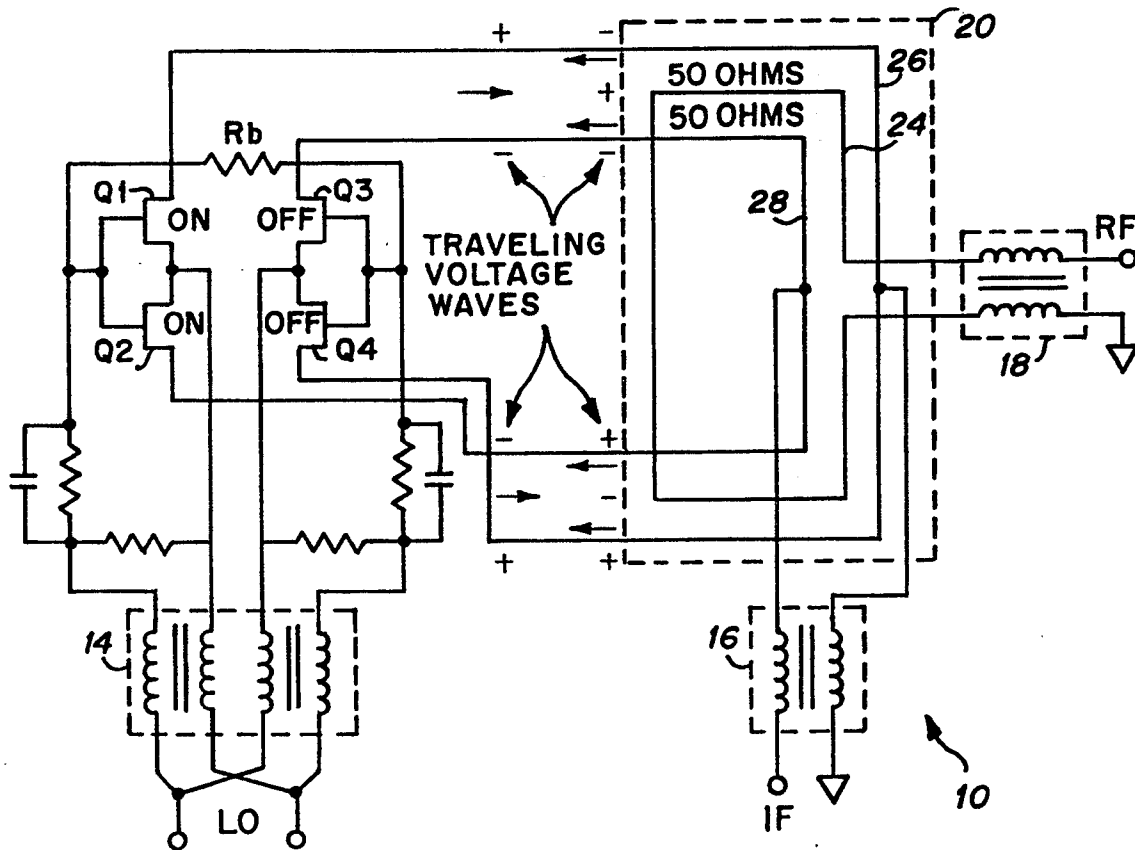 + − 20
26
50 OHMS
+
50 OHMS
24
Rb
− −
Q1 Q3
ON OFF 28
TRAVELING
VOLTAGE
WAVES
RF
ON OFF
Q2 Q4
18
− +
−
+ +
14
16
10
LO
IF